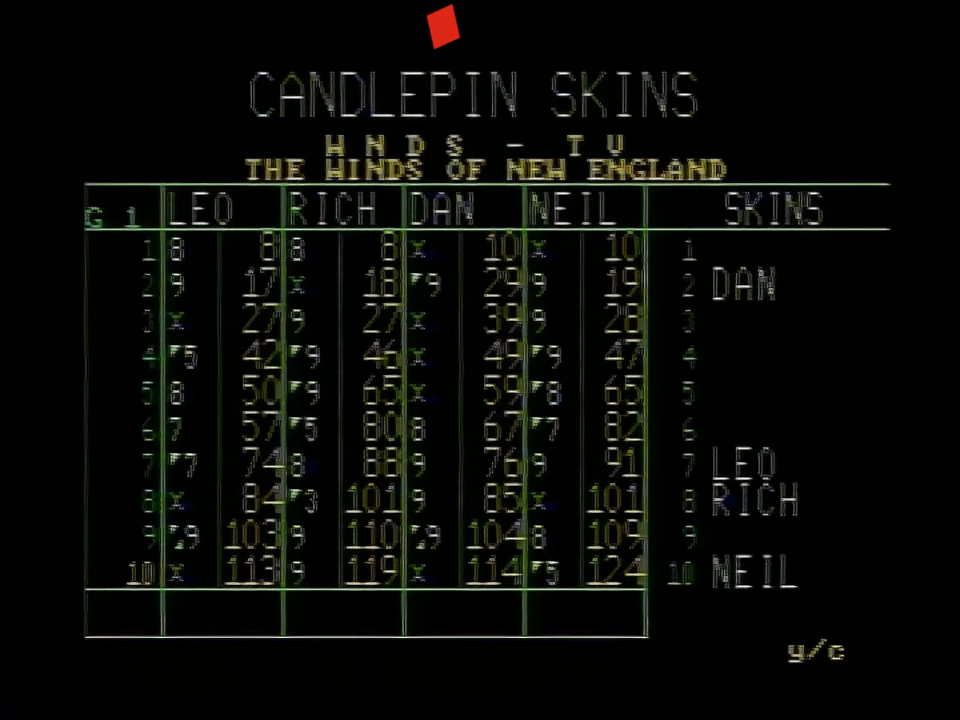 CANDLEPIN SKINS
W N D S - T V
THE WINDS OF NEW ENGLAND
G 1 LEO RICH DAN NEIL SKINS
1 8 8 8 8 x 10 x 10 1
2 9 17 x 18 9 29 9 19 2 DAN
3 x 27 9 27 x 39 9 28 3
4 5 42 9 46 x 49 9 47 4
5 8 50 9 65 x 59 8 65 5
6 7 57 5 80 8 67 7 82 6
7 7 74 8 88 9 76 9 91 7 LEO
8 x 84 3 101 9 85 x 101 8 RICH
9 9 103 9 110 9 104 8 109 9
10 x 113 9 119 x 114 5 124 10 NEIL
y/c